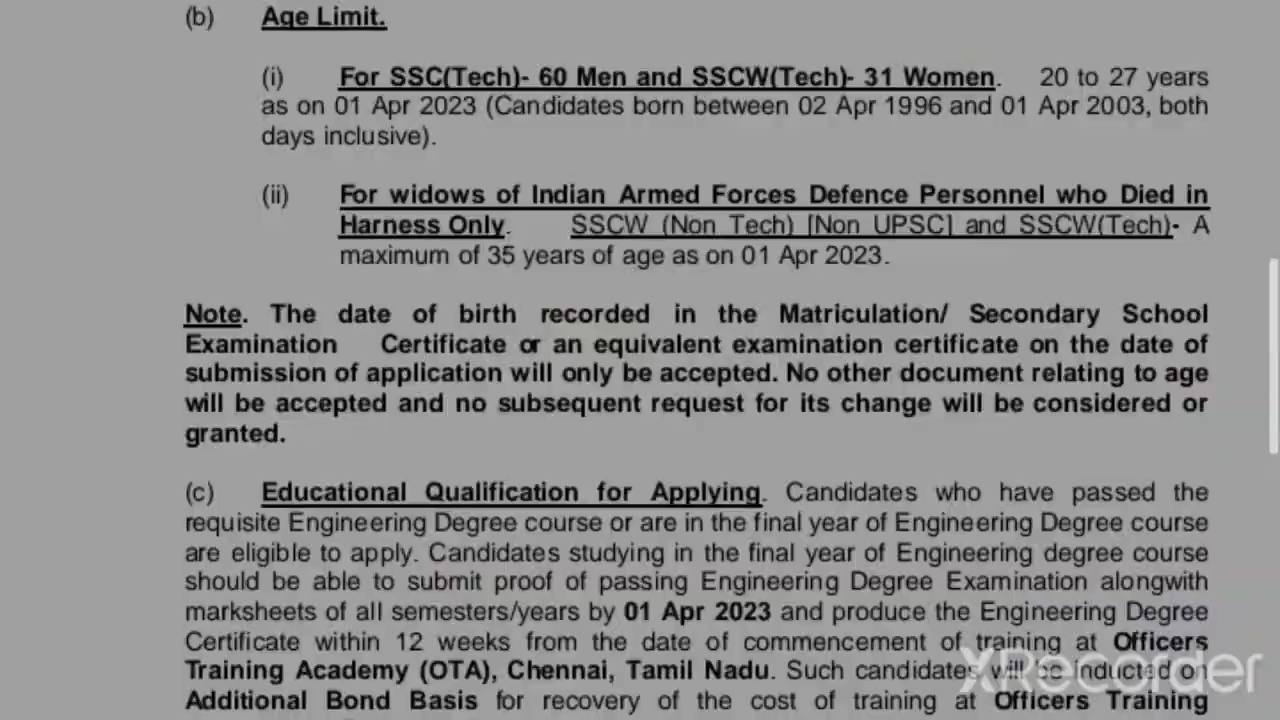 (b) Age Limit.
(i) For SSC(Tech)- 60 Men and SSCW(Tech)- 31 Women. 20 to 27 years
as on 01 Apr 2023 (Candidates born between 02 Apr 1996 and 01 Apr 2003, both
days inclusive).
(ii) For widows of Indian Armed Forces Defence Personnel who Died in
Harness Only. SSCW (Non Tech) [Non UPSC] and SSCW(Tech)- A
maximum of 35 years of age as on 01 Apr 2023.
Note. The date of birth recorded in the Matriculation/ Secondary School
Examination Certificate or an equivalent examination certificate on the date of
submission of application will only be accepted. No other document relating to age
will be accepted and no subsequent request for its change will be considered or
granted.
(c) Educational Qualification for Applying. Candidates who have passed the
requisite Engineering Degree course or are in the final year of Engineering Degree course
are eligible to apply. Candidates studying in the final year of Engineering degree course
should be able to submit proof of passing Engineering Degree Examination alongwith
marksheets of all semesters/years by 01 Apr 2023 and produce the Engineering Degree
Certificate within 12 weeks from the date of commencement of training at Officers
Training Academy (OTA), Chennai, Tamil Nadu. Such candidates will be inducted on
Additional Bond Basis for recovery of the cost of training at Officers Training
XRecorder